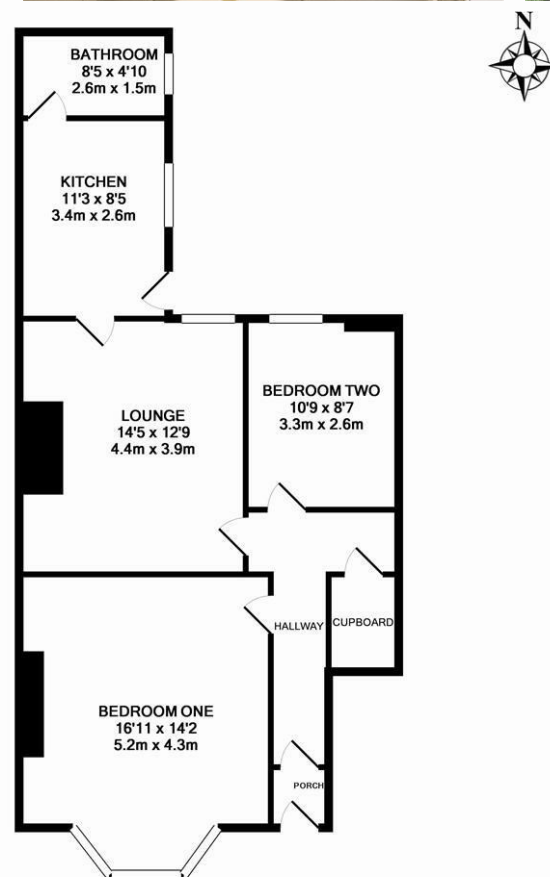 N
BATHROOM
8'5 x 4'10
2.6m x 1.5m
KITCHEN
11'3 x 8'5
3.4m x 2.6m
LOUNGE
14'5 x 12'9
4.4m x 3.9m
BEDROOM TWO
10'9 x 8'7
3.3m x 2.6m
HALLWAY
CUPBOARD
BEDROOM ONE
16'11 x 14'2
5.2m x 4.3m
PORCH